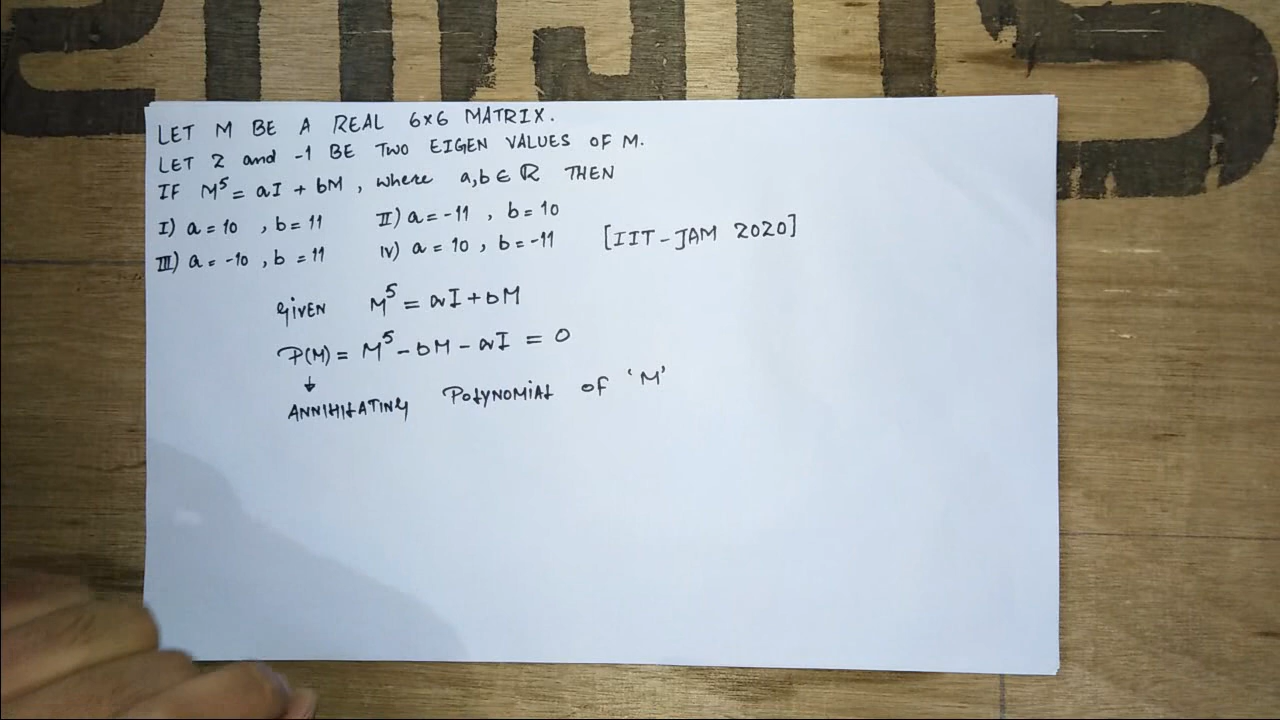 LET M BE A REAL 6×6 MATRIX.
LET 2 and -1 BE TWO EIGEN VALUES OF M.
IF M⁵ = aI + bM , where a,b ∈ ℝ THEN
I) a = 10 , b = 11 II) a = -11 , b = 10
III) a = -10 , b = 11 IV) a = 10 , b = -11 [IIT-JAM 2020]
GIVEN M⁵ = aI + bM
P(M) = M⁵ - bM - aI = 0
↓
ANNIHILATING POLYNOMIAL OF 'M'